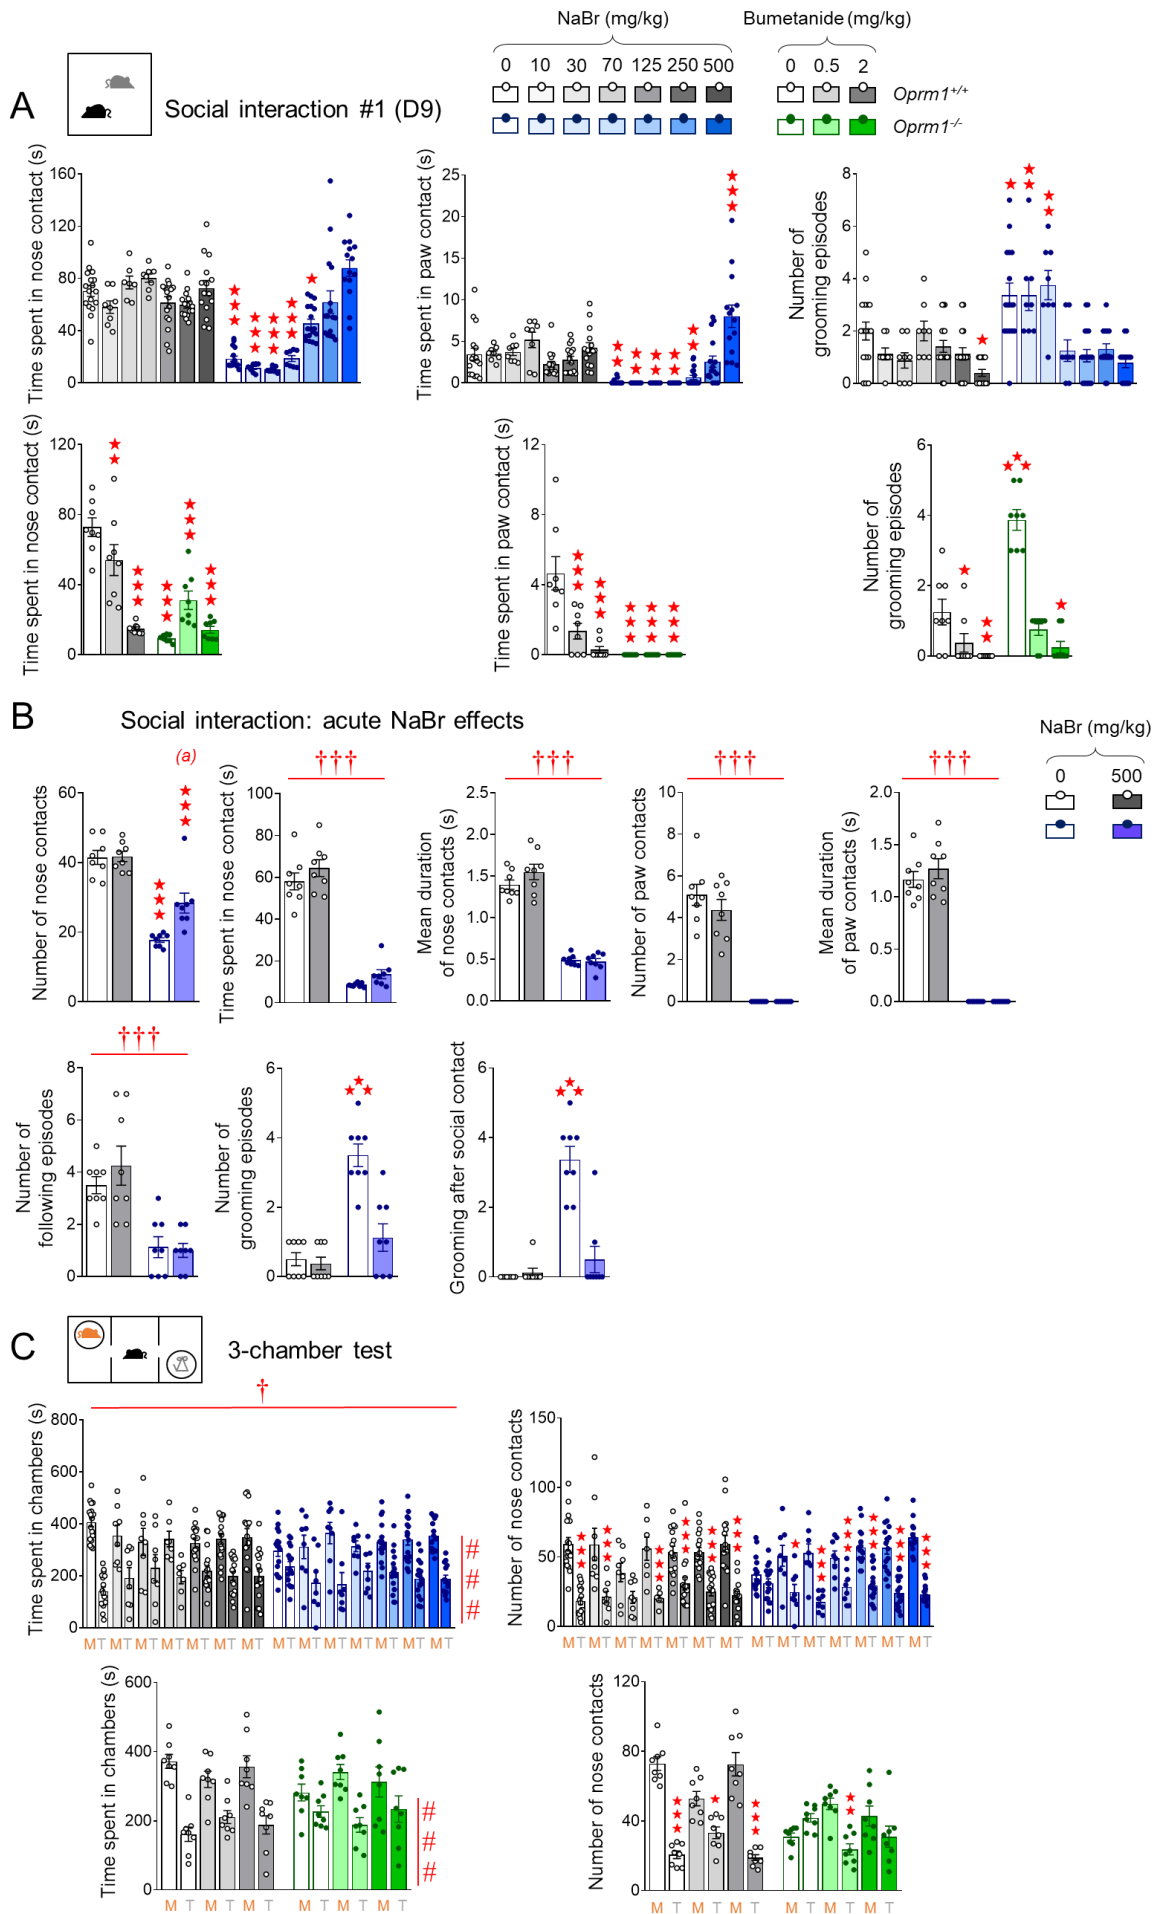 NaBr (mg/kg)
Bumetanide (mg/kg)
0 10 30 70 125 250 500
0 0.5 2
Oprm1+/+
Oprm1-/-
A
Social interaction #1 (D9)
Time spent in nose contact (s)
160
120
80
40
0
Time spent in paw contact (s)
25
20
15
10
5
0
Number of
grooming episodes
8
6
4
2
0
Time spent in nose contact (s)
120
80
40
0
Time spent in paw contact (s)
12
8
4
0
Number of
grooming episodes
6
4
2
0
B
Social interaction: acute NaBr effects
NaBr (mg/kg)
0 500
(a)
Number of nose contacts
60
40
20
0
†††
Time spent in nose contact (s)
100
80
60
40
20
0
†††
Mean duration
of nose contacts (s)
2.5
2.0
1.5
1.0
0.5
0.0
†††
Number of paw contacts
10
8
6
4
2
0
†††
Mean duration
of paw contacts (s)
2.0
1.5
1.0
0.5
0.0
†††
Number of
following episodes
8
6
4
2
0
Number of
grooming episodes
6
4
2
0
Grooming after social contact
6
4
2
0
C
3-chamber test
†
Time spent in chambers (s)
800
600
400
200
0
# # #
M T M T M T M T M T M T M T M T M T M T M T M T M T M T
Number of nose contacts
150
100
50
0
M T M T M T M T M T M T M T M T M T M T M T M T M T M T
Time spent in chambers (s)
600
400
200
0
# # #
M T M T M T M T M T M T
Number of nose contacts
120
80
40
0
M T M T M T M T M T M T